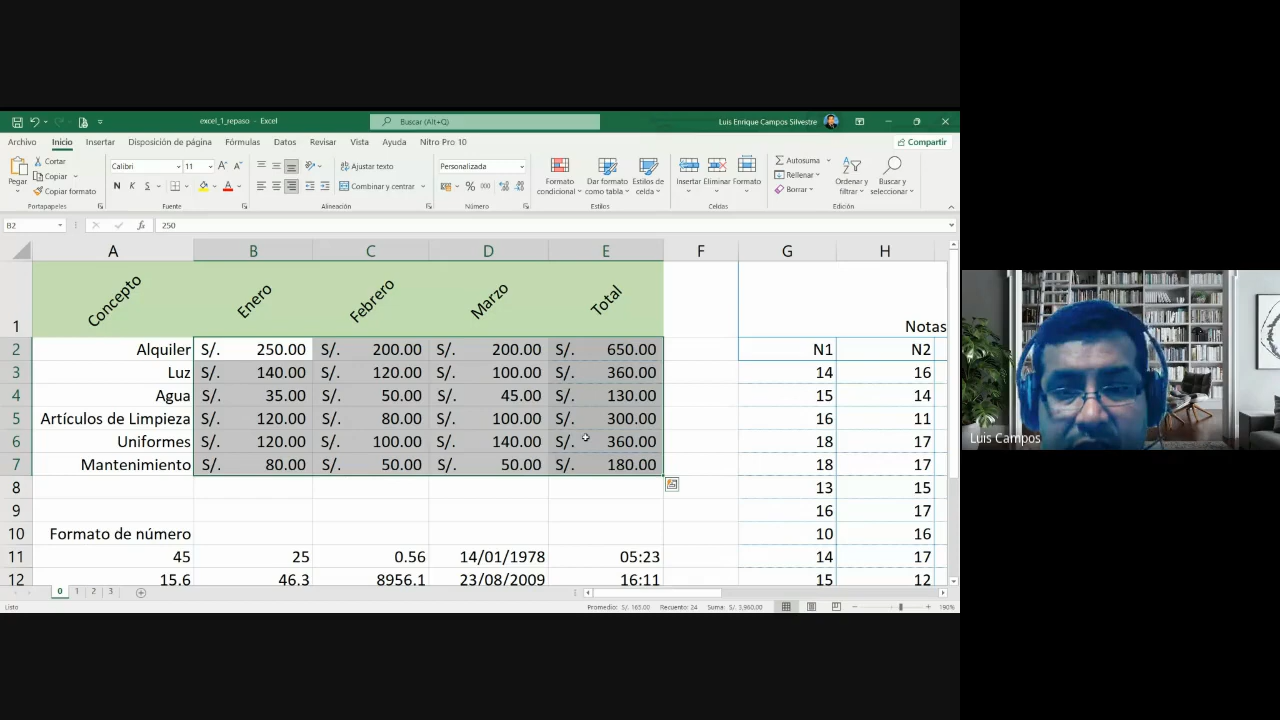 excel_1_repaso - Excel
Buscar (Alt+Q)
Luis Enrique Campos Silvestre
Archivo Inicio Insertar Disposición de página Fórmulas Datos Revisar Vista Ayuda Nitro Pro 10 Compartir
Pegar
Cortar
Copiar
Copiar formato
Portapapeles
Calibri 11
N K S
Fuente
Ajustar texto
Combinar y centrar
Alineación
Personalizada
% 000
Número
Formato condicional
Dar formato como tabla
Estilos de celda
Estilos
Insertar Eliminar Formato
Celdas
Autosuma
Rellenar
Borrar
Ordenar y filtrar
Buscar y seleccionar
Edición
B2 fx 250
A B C D E F G H
1 Concepto Enero Febrero Marzo Total Notas
2 Alquiler S/. 250.00 S/. 200.00 S/. 200.00 S/. 650.00 N1 N2
3 Luz S/. 140.00 S/. 120.00 S/. 100.00 S/. 360.00 14 16
4 Agua S/. 35.00 S/. 50.00 S/. 45.00 S/. 130.00 15 14
5 Artículos de Limpieza S/. 120.00 S/. 80.00 S/. 100.00 S/. 300.00 16 11
6 Uniformes S/. 120.00 S/. 100.00 S/. 140.00 S/. 360.00 18 17
7 Mantenimiento S/. 80.00 S/. 50.00 S/. 50.00 S/. 180.00 18 17
8 13 15
9 16 17
10 Formato de número 10 16
11 45 25 0.56 14/01/1978 05:23 14 17
12 15.6 46.3 8956.1 23/08/2009 16:11 15 12
0 1 2 3
Listo Promedio: S/. 165.00 Recuento: 24 Suma: S/. 3,960.00 190%
Luis Campos